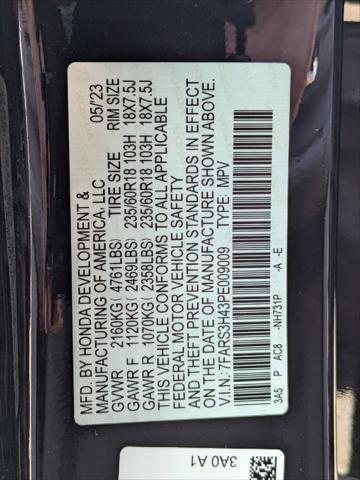 MFD. BY HONDA DEVELOPMENT & 05/'23
MANUFACTURING OF AMERICA, LLC
TIRE SIZE RIM SIZE
GVWR 2160KG (4761LBS)
GAWR F 1120KG (2469LBS) 235/60R18 103H 18X7.5J
GAWR R 1070KG (2358LBS) 235/60R18 103H 18X7.5J
THIS VEHICLE CONFORMS TO ALL APPLICABLE
FEDERAL MOTOR VEHICLE SAFETY
AND THEFT PREVENTION STANDARDS IN EFFECT
ON THE DATE OF MANUFACTURE SHOWN ABOVE.
V.I.N.: 7FARS3H43PE009009 TYPE: MPV
3A5 P AC8 -NH731P -A -E
3A0 A1